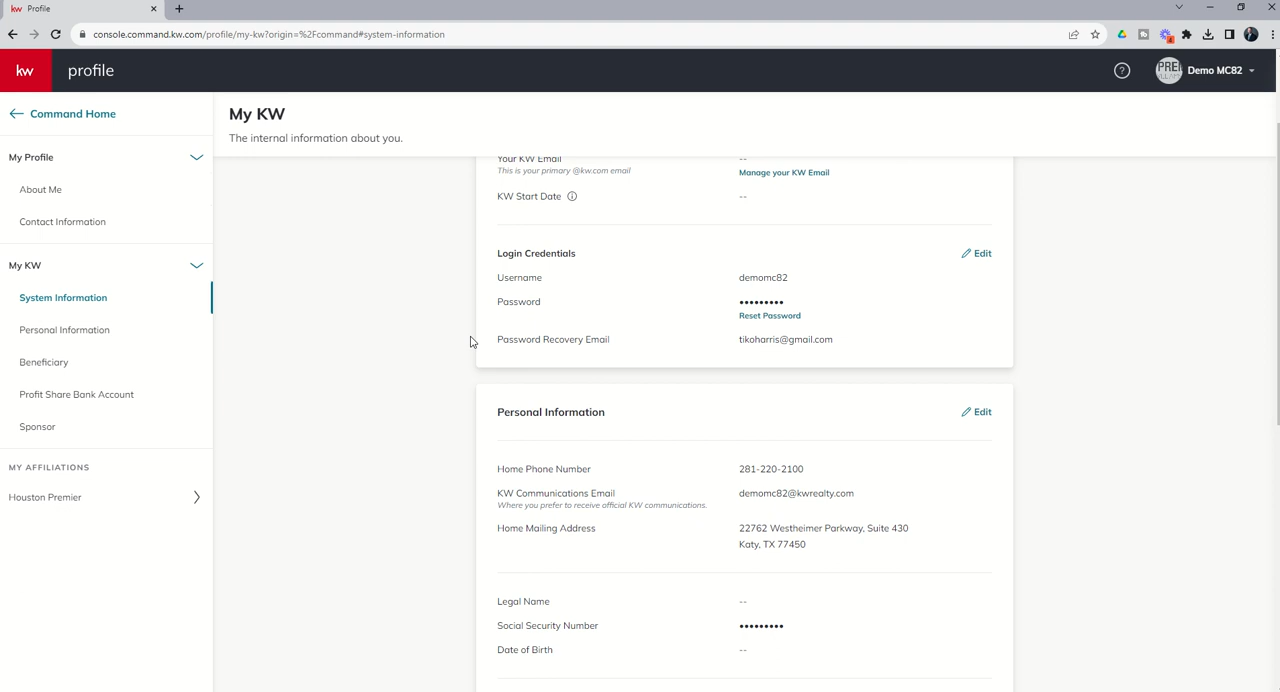 kw Profile
console.command.kw.com/profile/my-kw?origin=%2Fcommand#system-information
kw profile
Demo MC82
Command Home
My Profile
About Me
Contact Information
My KW
System Information
Personal Information
Beneficiary
Profit Share Bank Account
Sponsor
MY AFFILIATIONS
Houston Premier
My KW
The internal information about you.
Your KW Email --
This is your primary @kw.com email Manage your KW Email
KW Start Date --
Login Credentials Edit
Username demomc82
Password •••••••••
Reset Password
Password Recovery Email tikoharris@gmail.com
Personal Information Edit
Home Phone Number 281-220-2100
KW Communications Email demomc82@kwrealty.com
Where you prefer to receive official KW communications.
Home Mailing Address 22762 Westheimer Parkway, Suite 430
Katy, TX 77450
Legal Name --
Social Security Number •••••••••
Date of Birth --